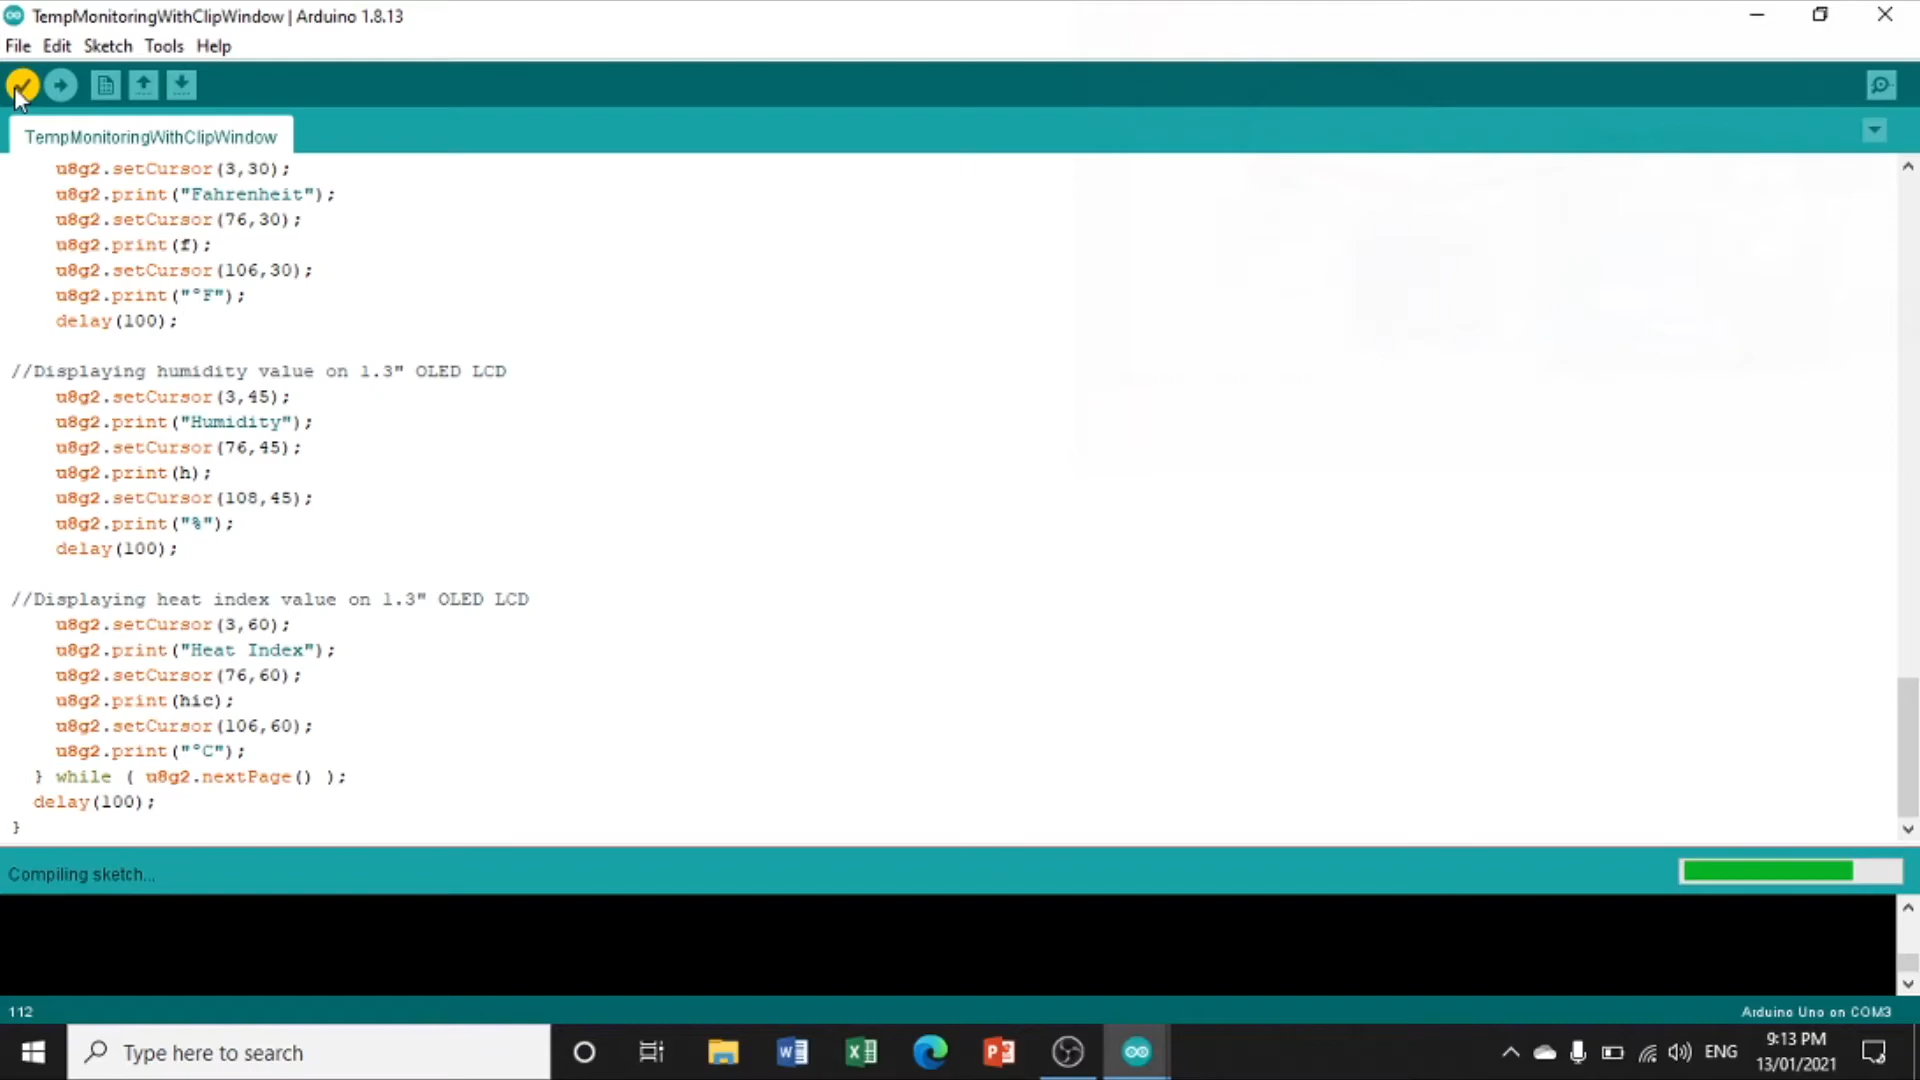 TempMonitoringWithClipWindow | Arduino 1.8.13
File Edit Sketch Tools Help
TempMonitoringWithClipWindow
u8g2.setCursor(3,30);
u8g2.print("Fahrenheit");
u8g2.setCursor(76,30);
u8g2.print(f);
u8g2.setCursor(106,30);
u8g2.print("°F");
delay(100);
//Displaying humidity value on 1.3" OLED LCD
u8g2.setCursor(3,45);
u8g2.print("Humidity");
u8g2.setCursor(76,45);
u8g2.print(h);
u8g2.setCursor(108,45);
u8g2.print("%");
delay(100);
//Displaying heat index value on 1.3" OLED LCD
u8g2.setCursor(3,60);
u8g2.print("Heat Index");
u8g2.setCursor(76,60);
u8g2.print(hic);
u8g2.setCursor(106,60);
u8g2.print("°C");
} while ( u8g2.nextPage() );
delay(100);
}
Compiling sketch...
112
Arduino Uno on COM3
Type here to search
ENG
9:13 PM
13/01/2021